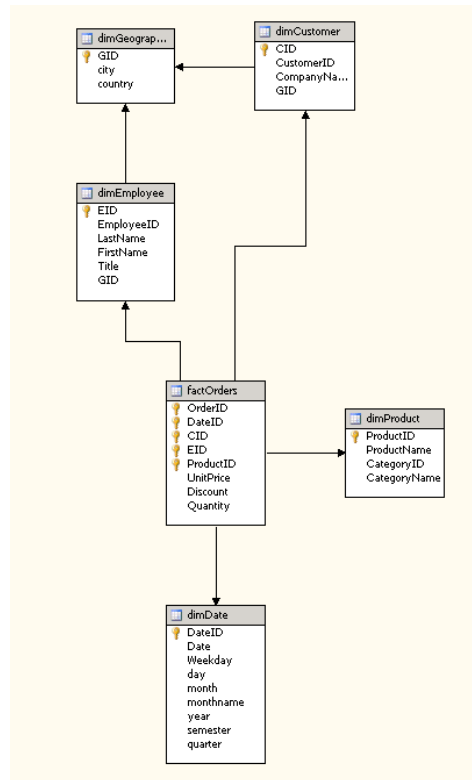 dimGeograp...
GID
city
country
dimCustomer
CID
CustomerID
CompanyNa...
GID
dimEmployee
EID
EmployeeID
LastName
FirstName
Title
GID
factOrders
OrderID
DateID
CID
EID
ProductID
UnitPrice
Discount
Quantity
dimProduct
ProductID
ProductName
CategoryID
CategoryName
dimDate
DateID
Date
Weekday
day
month
monthname
year
semester
quarter